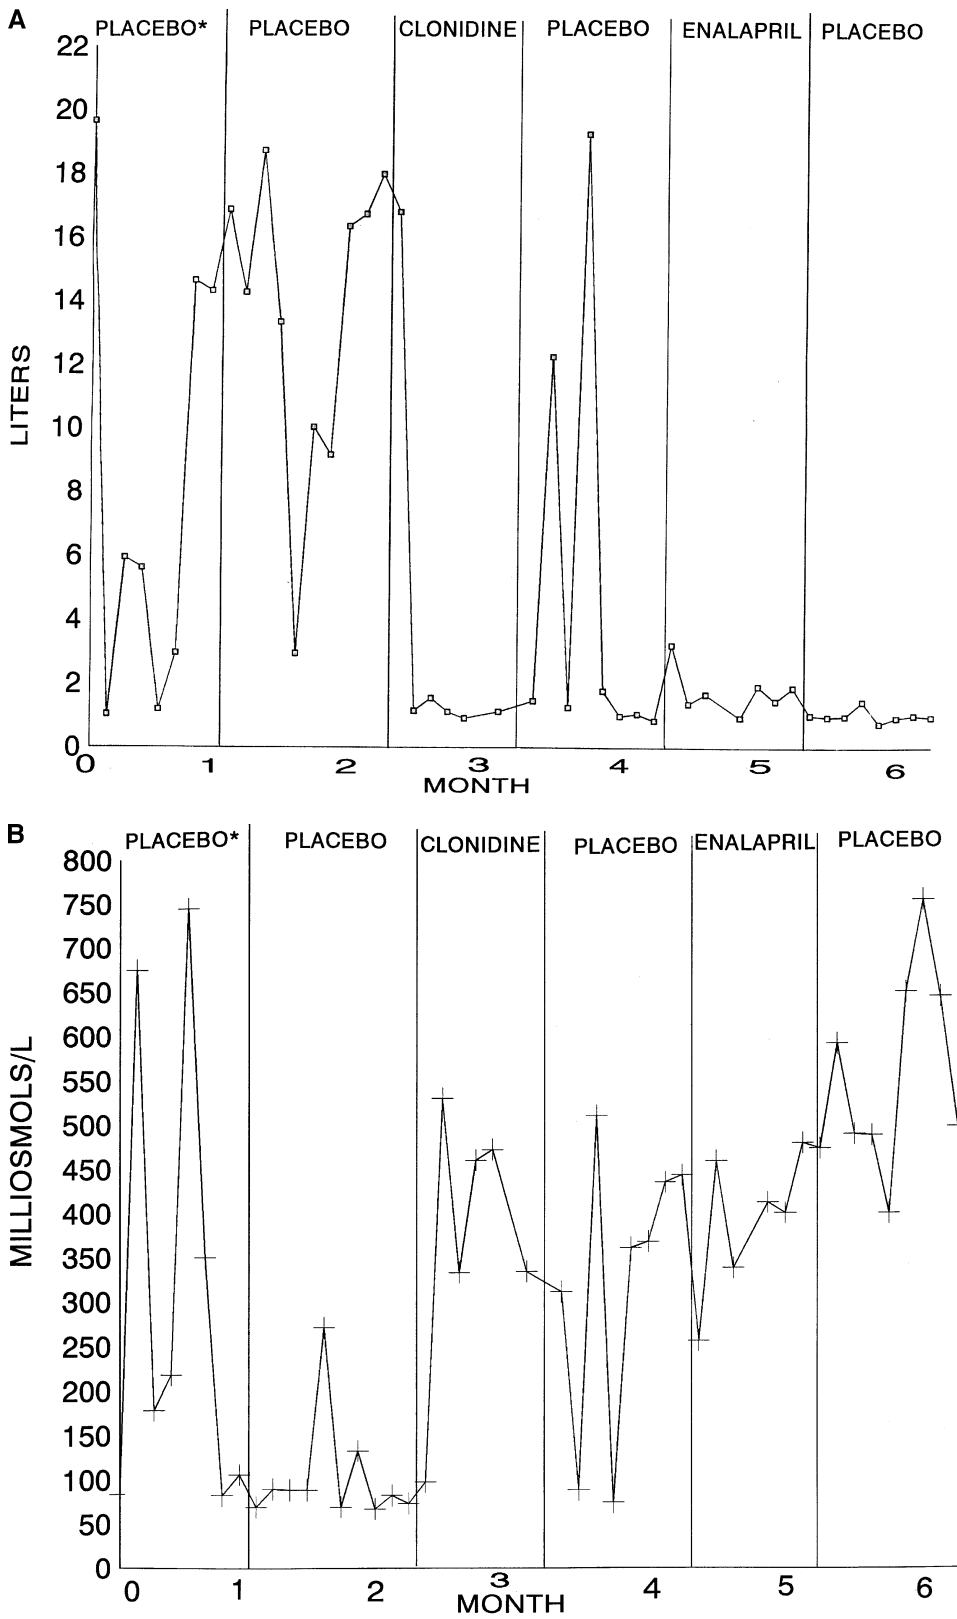 A
PLACEBO* PLACEBO CLONIDINE PLACEBO ENALAPRIL PLACEBO
22
20
18
16
14
12
10
8
6
4
2
0
LITERS
0 1 2 3 4 5 6
MONTH
B
PLACEBO* PLACEBO CLONIDINE PLACEBO ENALAPRIL PLACEBO
800
750
700
650
600
550
500
450
400
350
300
250
200
150
100
50
0
MILLIOSMOLS/L
0 1 2 3 4 5 6
MONTH